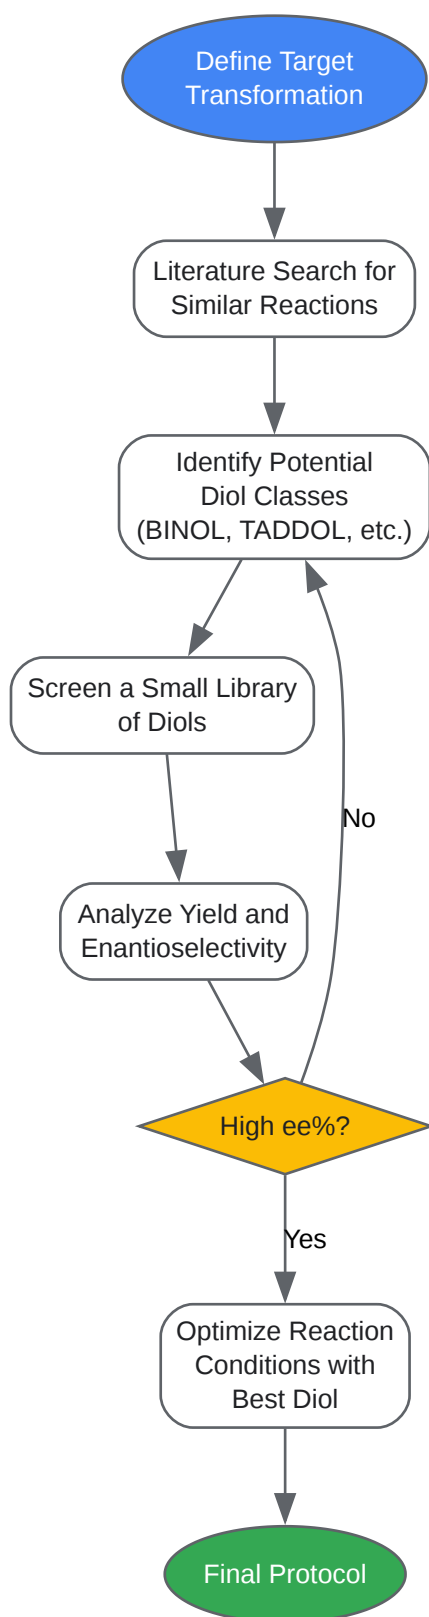 Define Target
Transformation
Literature Search for
Similar Reactions
Identify Potential
Diol Classes
(BINOL, TADDOL, etc.)
Screen a Small Library
of Diols
No
Analyze Yield and
Enantioselectivity
High ee%?
Yes
Optimize Reaction
Conditions with
Best Diol
Final Protocol